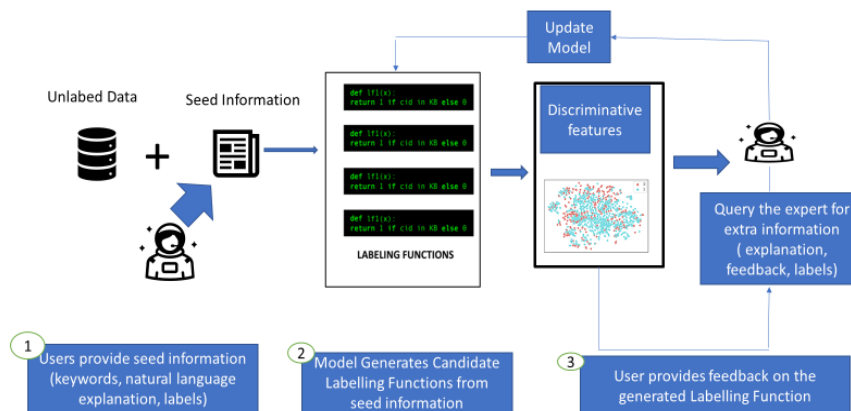 Update
Model
Unlabed Data
Seed Information
def lf1(x):
return 1 if cid in KB else 0
def lf1(x):
return 1 if cid in KB else 0
def lf1(x):
return 1 if cid in KB else 0
def lf1(x):
return 1 if cid in KB else 0
LABELING FUNCTIONS
Discriminative
features
Query the expert for
extra information
( explanation,
feedback, labels)
1
Users provide seed information
(keywords, natural language
explanation, labels)
2
Model Generates Candidate
Labelling Functions from
seed information
3
User provides feedback on the
generated Labelling Function